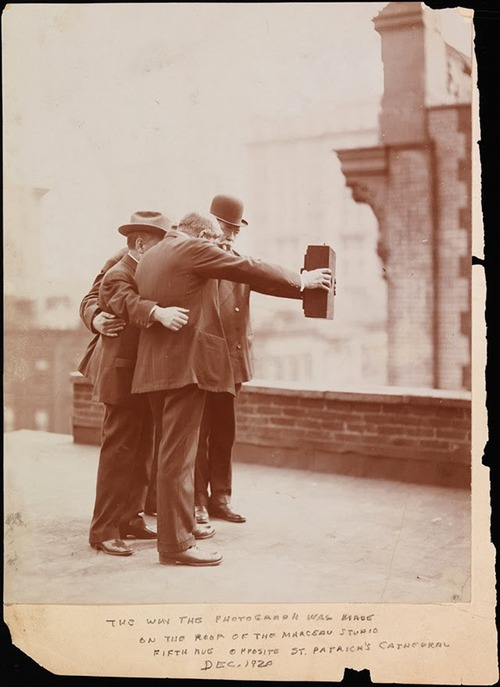 THE WAY THE PHOTOGRAPH WAS MADE
ON THE ROOF OF THE MARCEAU STUDIO
FIFTH AVE OPPOSITE ST. PATRICK'S CATHEDRAL
DEC. 1920